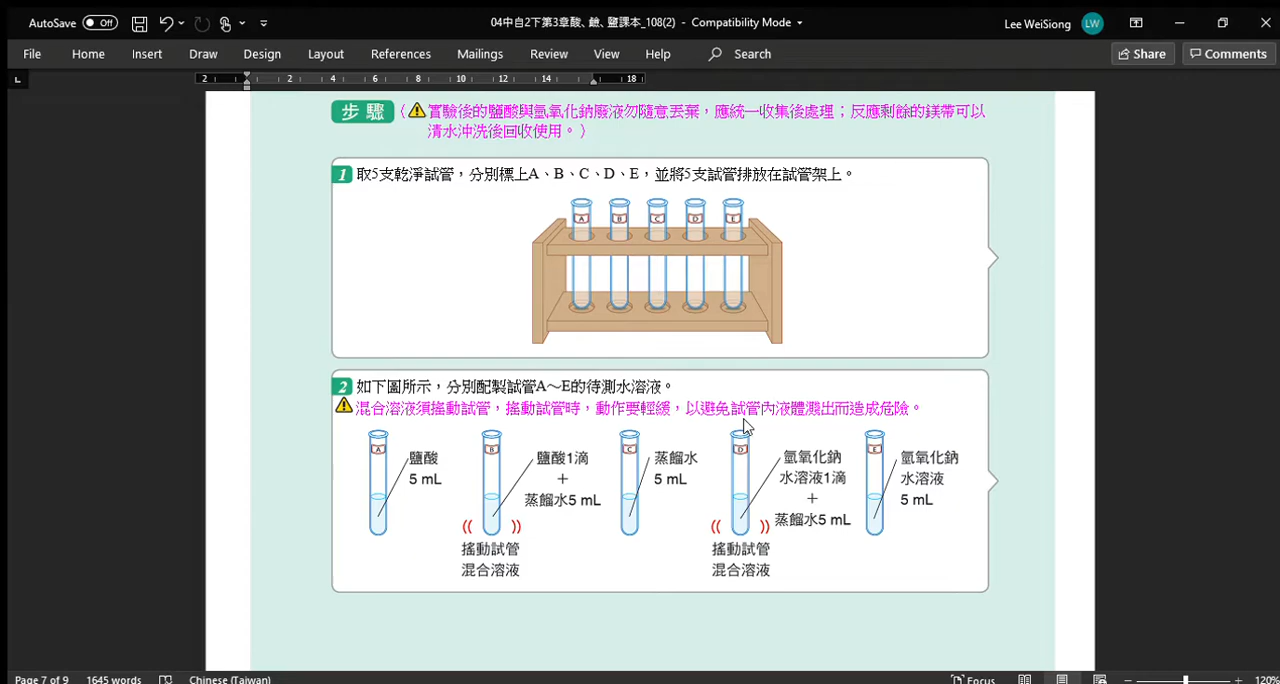 AutoSave Off
04中自2下第3章酸、鹼、鹽課本_108(2) - Compatibility Mode
Lee WeiSiong LW
File Home Insert Draw Design Layout References Mailings Review View Help Search Share Comments
L 2 2 4 6 8 10 12 14 18
步驟
（實驗後的鹽酸與氫氧化鈉廢液勿隨意丟棄，應統一收集後處理；反應剩餘的鎂帶可以
清水沖洗後回收使用。）
1 取5支乾淨試管，分別標上A、B、C、D、E，並將5支試管排放在試管架上。
A B C D E
2 如下圖所示，分別配製試管A～E的待測水溶液。
混合溶液須搖動試管，搖動試管時，動作要輕緩，以避免試管內液體濺出而造成危險。
A
鹽酸
5 mL
B
鹽酸1滴
+
蒸餾水5 mL
搖動試管
混合溶液
C
蒸餾水
5 mL
D
氫氧化鈉
水溶液1滴
+
蒸餾水5 mL
搖動試管
混合溶液
E
氫氧化鈉
水溶液
5 mL
Page 7 of 9 1645 words Chinese (Taiwan) Focus 120%